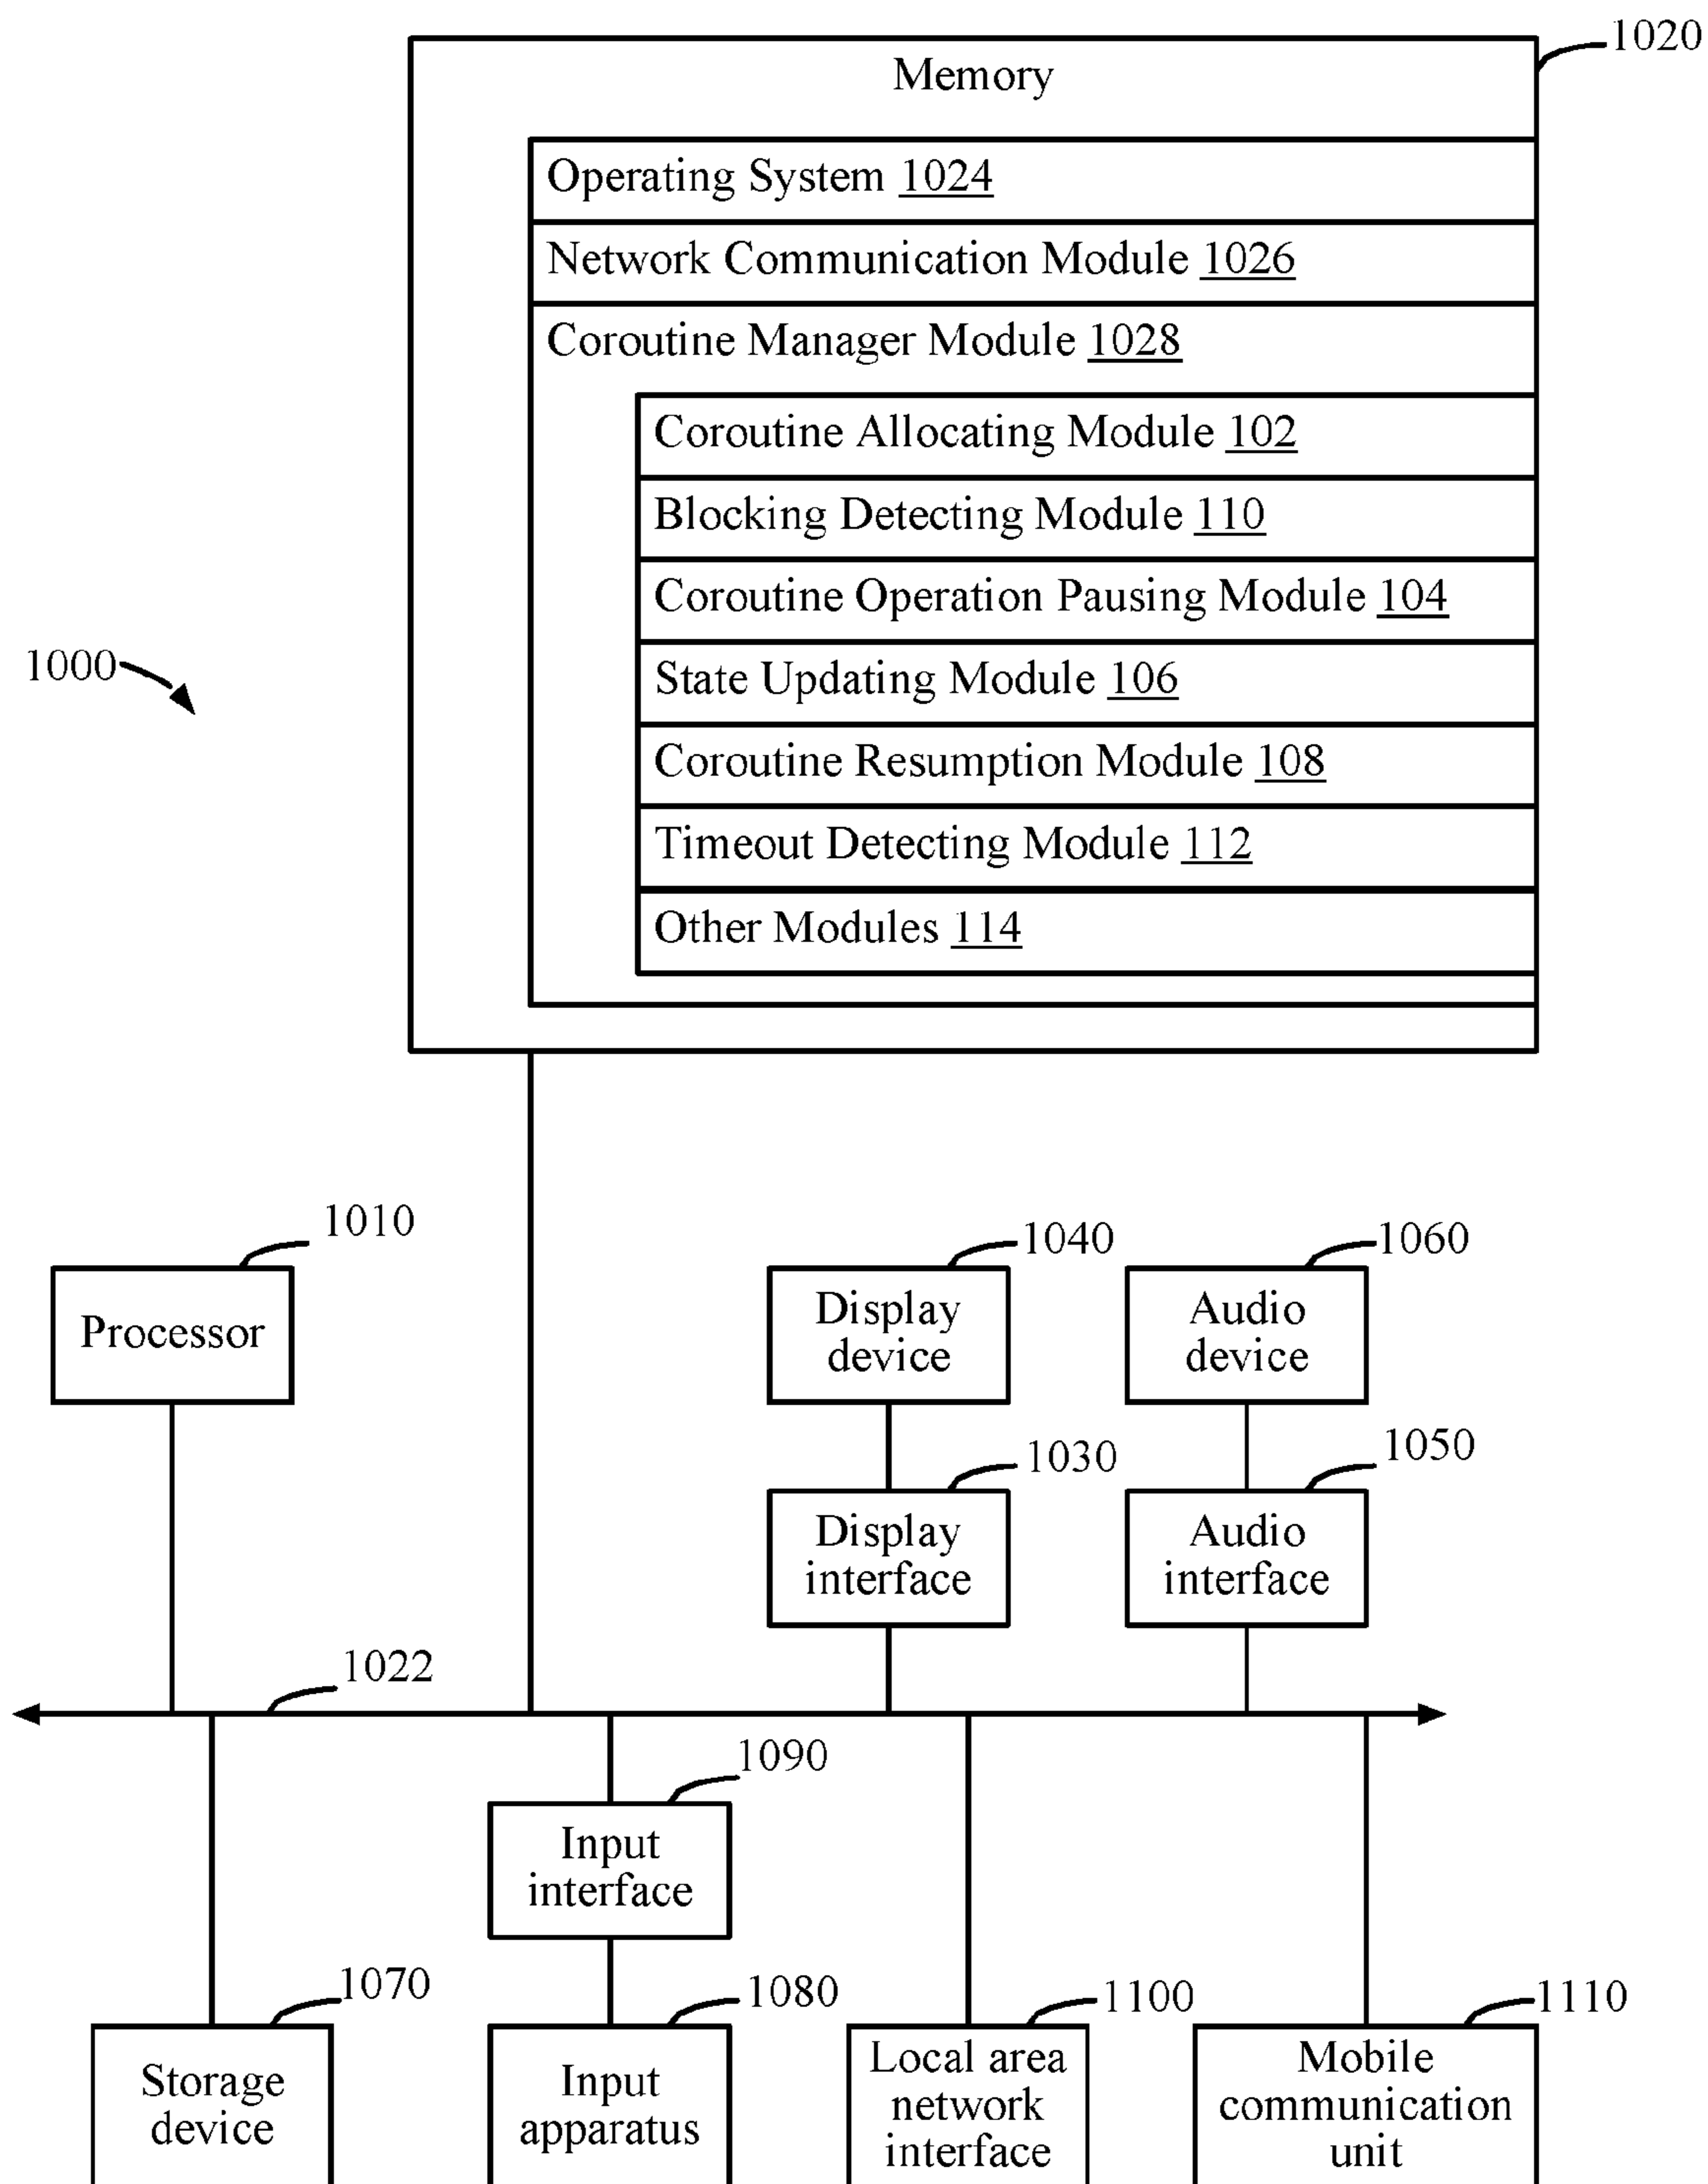 1020
Memory
Operating System 1024
Network Communication Module 1026
Coroutine Manager Module 1028
Coroutine Allocating Module 102
Blocking Detecting Module 110
Coroutine Operation Pausing Module 104
State Updating Module 106
Coroutine Resumption Module 108
Timeout Detecting Module 112
Other Modules 114
1000
1010
Processor
1040
Display
device
1060
Audio
device
1030
Display
interface
1050
Audio
interface
1022
1090
Input
interface
1070
Storage
device
1080
Input
apparatus
1100
Local area
network
interface
1110
Mobile
communication
unit